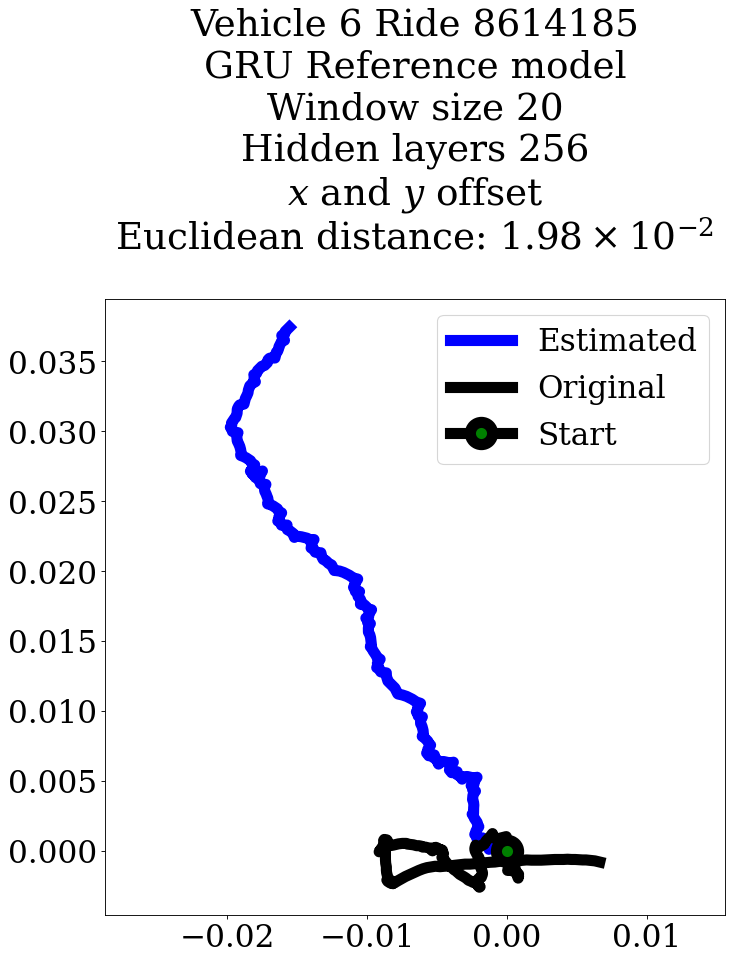 Vehicle 6 Ride 8614185
GRU Reference model
Window size 20
Hidden layers 256
x and y offset
Euclidean distance: 1.98 × 10⁻²
Estimated
Original
Start
0.035
0.030
0.025
0.020
0.015
0.010
0.005
0.000
−0.02 −0.01 0.00 0.01